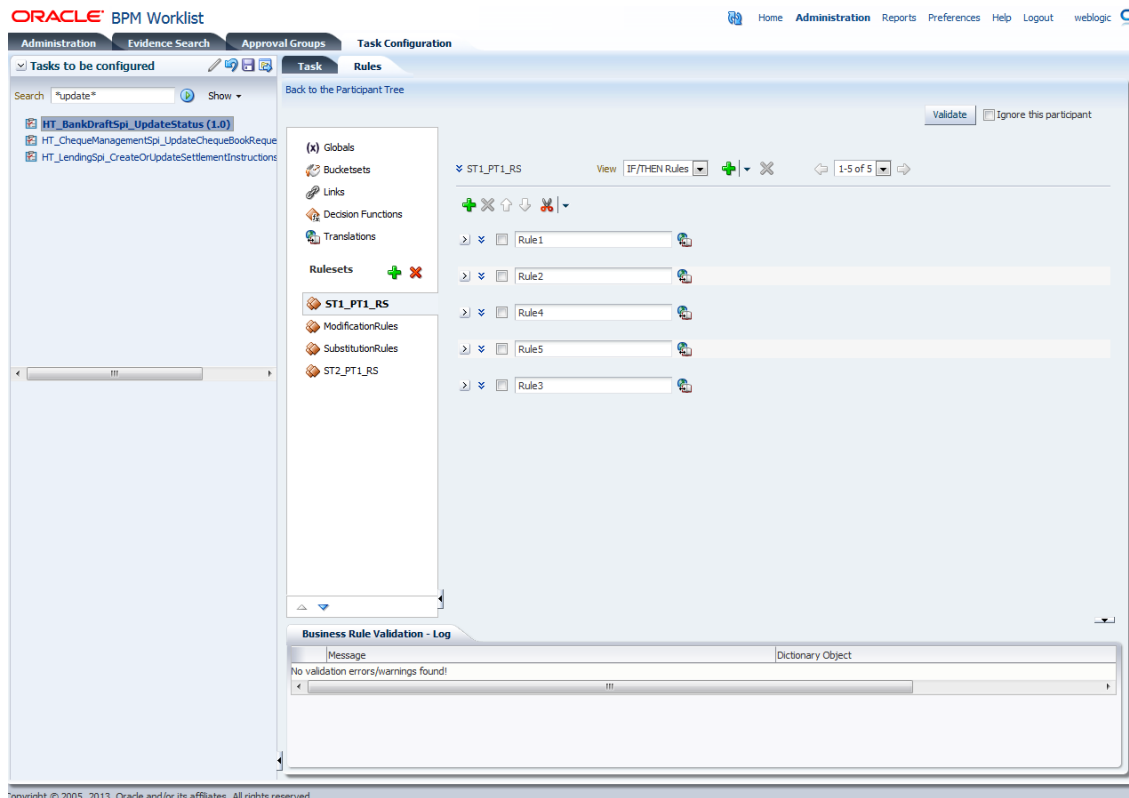 ORACLE BPM Worklist
Home Administration Reports Preferences Help Logout weblogic
Administration Evidence Search Approval Groups Task Configuration
Tasks to be configured
Task Rules
Search *update* Show
Back to the Participant Tree
Validate Ignore this participant
HT_BankDraftSpi_UpdateStatus (1.0)
HT_ChequeManagementSpi_UpdateChequeBookReque
HT_LendingSpi_CreateOrUpdateSettlementInstructions
(x) Globals
Bucketsets
Links
Decision Functions
Translations
Rulesets
ST1_PT1_RS
ModificationRules
SubstitutionRules
ST2_PT1_RS
ST1_PT1_RS View IF/THEN Rules 1-5 of 5
Rule1
Rule2
Rule4
Rule5
Rule3
Business Rule Validation - Log
Message Dictionary Object
No validation errors/warnings found!
Copyright © 2005, 2013, Oracle and/or its affiliates. All rights reserved.